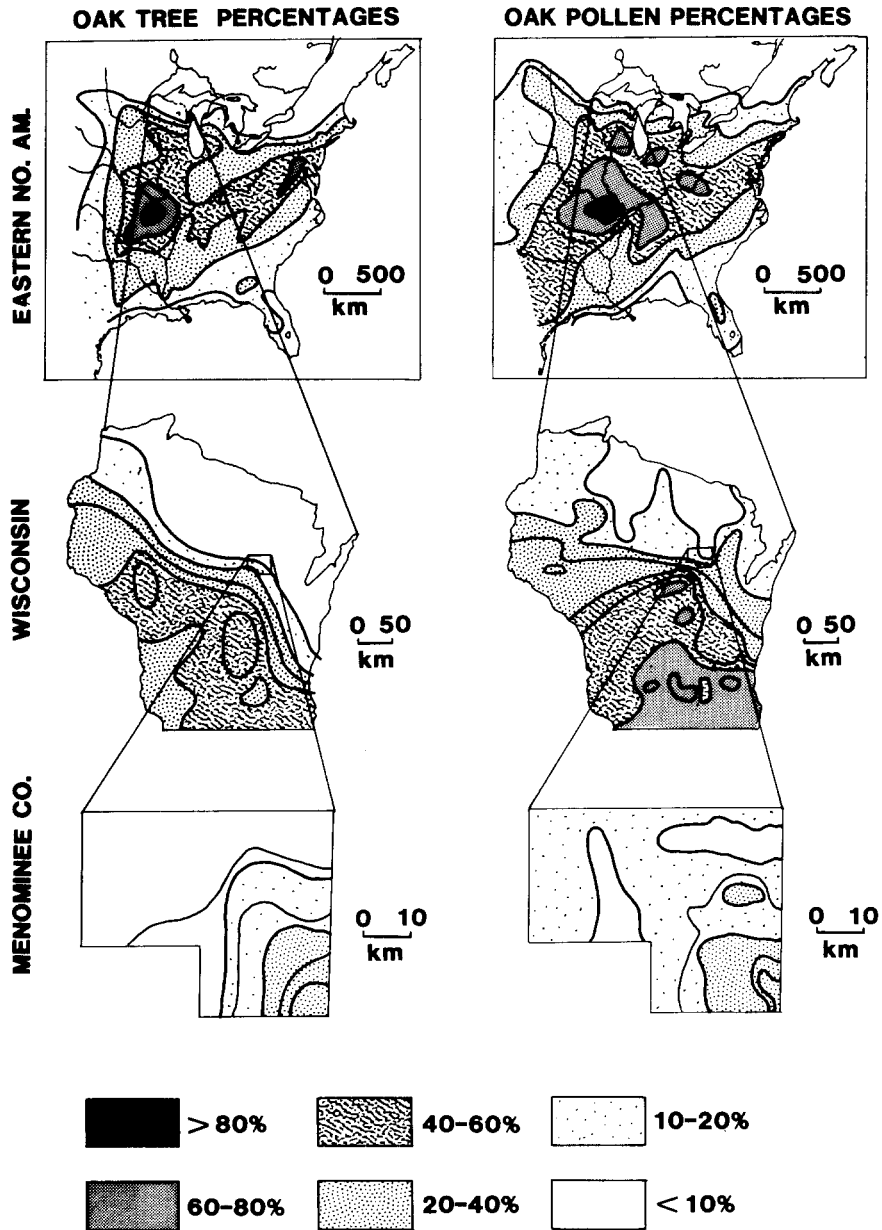 OAK TREE PERCENTAGES
OAK POLLEN PERCENTAGES
EASTERN NO. AM.
0 500
km
0 500
km
WISCONSIN
0 50
km
0 50
km
MENOMINEE CO.
0 10
km
0 10
km
> 80%
40-60%
10-20%
60-80%
20-40%
< 10%